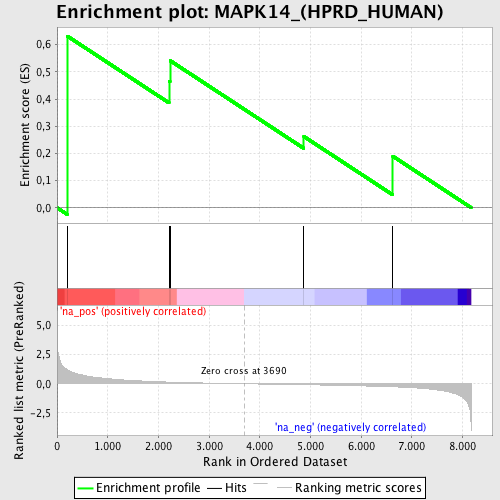 Enrichment plot: MAPK14_(HPRD_HUMAN)
Enrichment score (ES)
0,6
0,5
0,4
0,3
0,2
0,1
0,0
'na_pos' (positively correlated)
Ranked list metric (PreRanked)
5,0
2,5
0,0
-2,5
Zero cross at 3690
'na_neg' (negatively correlated)
0 1.000 2.000 3.000 4.000 5.000 6.000 7.000 8.000
Rank in Ordered Dataset
Enrichment profile Hits Ranking metric scores